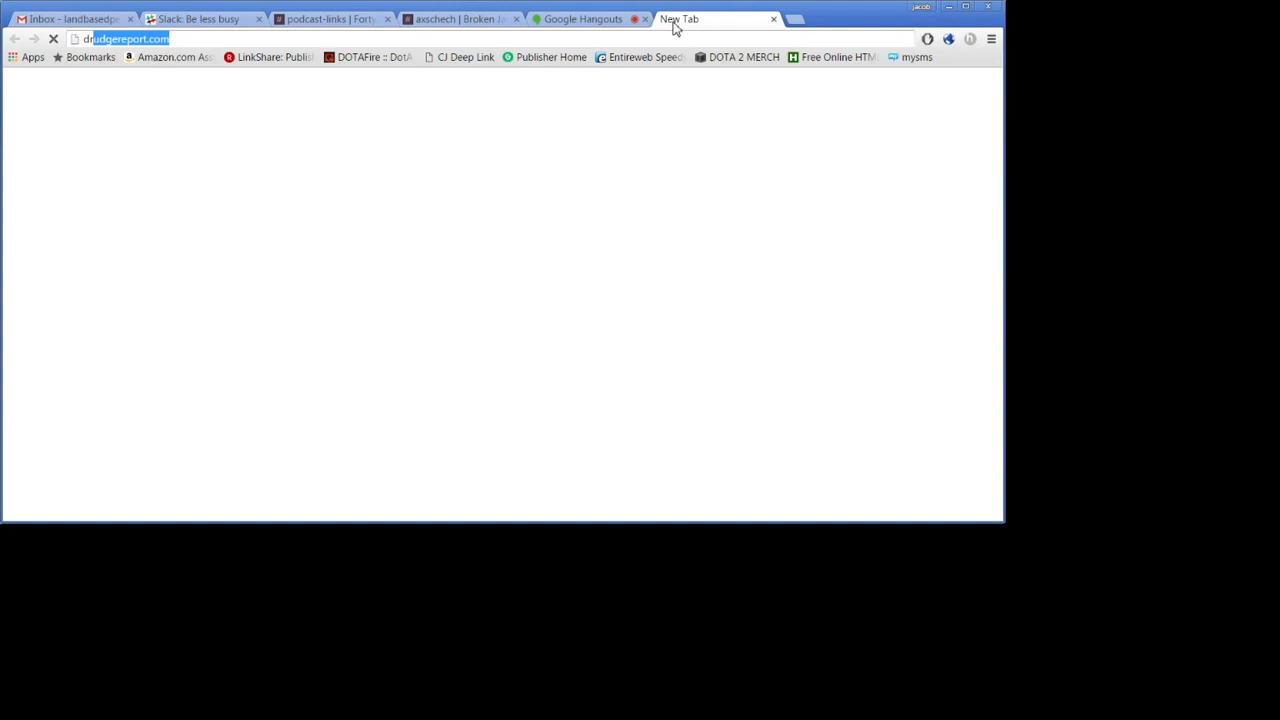 jacob
Inbox - landbasedpe Slack: Be less busy podcast-links | Forty axschech | Broken Ja Google Hangouts New Tab
drudgereport.com
Apps Bookmarks Amazon.com Ass LinkShare: Publis DOTAFire :: DotA CJ Deep Link Publisher Home Entireweb Speed DOTA 2 MERCH Free Online HTM mysms